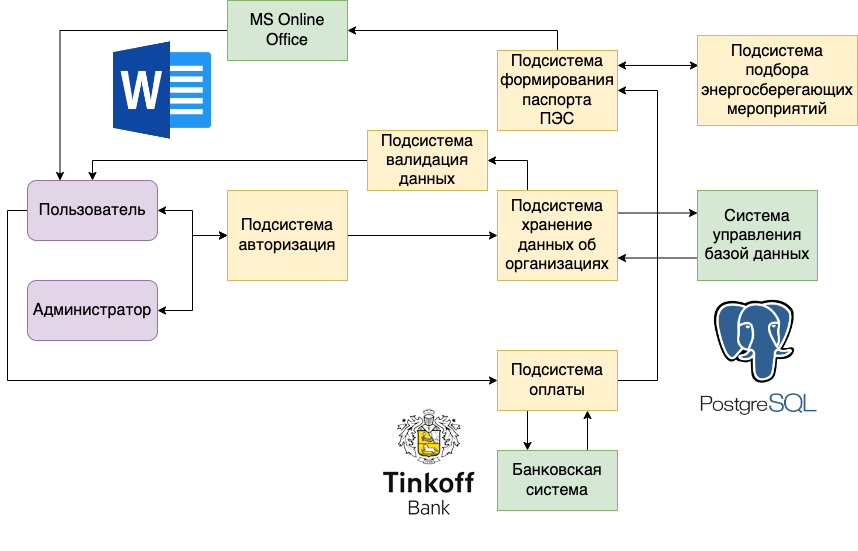 MS Online
Office
W
Подсистема
формирования
паспорта
ПЭС
Подсистема
подбора
энергосберегающих
мероприятий
Подсистема
валидация
данных
Пользователь
Подсистема
авторизация
Подсистема
хранение
данных об
организациях
Система
управления
базой данных
Администратор
PostgreSQL
Подсистема
оплаты
Tinkoff
Bank
Банковская
система